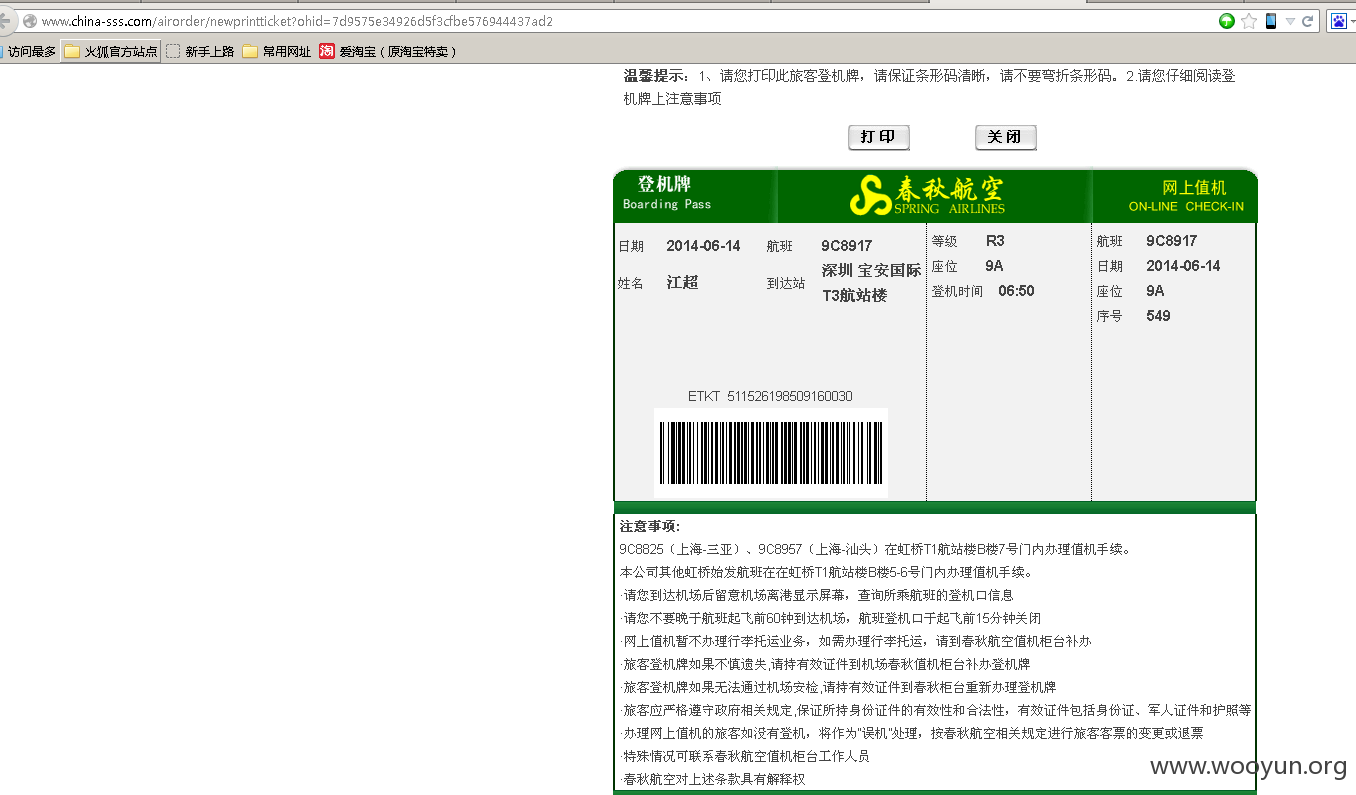 www.china-sss.com/airorder/newprintticket?ohid=7d9575e34926d5f3cfbe576944437ad2
访问最多 火狐官方站点 新手上路 常用网址 淘 爱淘宝（原淘宝特卖）
温馨提示：1、请您打印此旅客登机牌，请保证条形码清晰，请不要弯折条形码。2.请您仔细阅读登
机牌上注意事项
打 印 关 闭
登机牌
Boarding Pass
春秋航空
SPRING AIRLINES
网上值机
ON-LINE CHECK-IN
日期 2014-06-14 航班 9C8917
姓名 江超 到达站 深圳 宝安国际
T3航站楼
等级 R3
座位 9A
登机时间 06:50
航班 9C8917
日期 2014-06-14
座位 9A
序号 549
ETKT 511526198509160030
注意事项:
9C8825（上海-三亚）、9C8957（上海-汕头）在虹桥T1航站楼B楼7号门内办理值机手续。
本公司其他虹桥始发航班在在虹桥T1航站楼B楼5-6号门内办理值机手续。
·请您到达机场后留意机场离港显示屏幕，查询所乘航班的登机口信息
·请您不要晚于航班起飞前60钟到达机场，航班登机口于起飞前15分钟关闭
·网上值机暂不办理行李托运业务，如需办理行李托运，请到春秋航空值机柜台补办
·旅客登机牌如果不慎遗失,请持有效证件到机场春秋值机柜台补办登机牌
·旅客登机牌如果无法通过机场安检,请持有效证件到春秋柜台重新办理登机牌
·旅客应严格遵守政府相关规定,保证所持身份证件的有效性和合法性，有效证件包括身份证、军人证件和护照等
·办理网上值机的旅客如没有登机，将作为"误机"处理，按春秋航空相关规定进行旅客客票的变更或退票
·特殊情况可联系春秋航空值机柜台工作人员
·春秋航空对上述条款具有解释权
www.wooyun.org